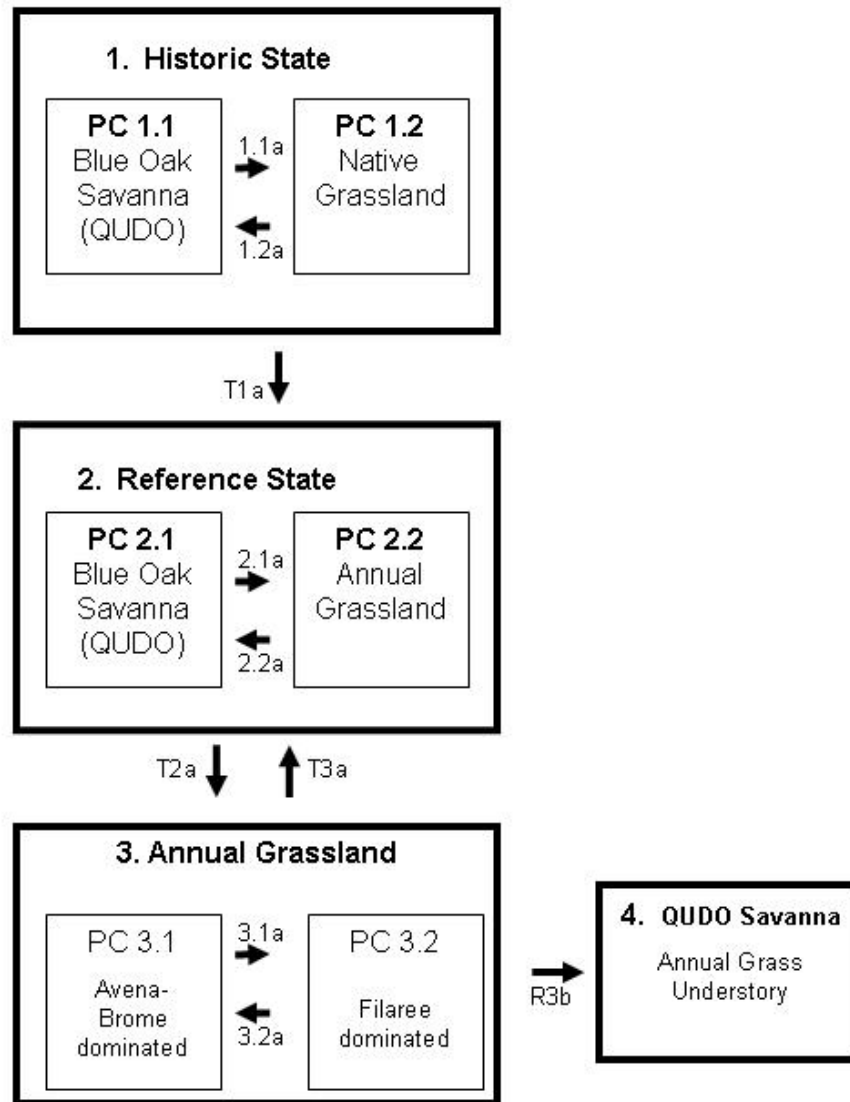 1. Historic State
PC 1.1
Blue Oak
Savanna
(QUDO)
1.1a
1.2a
PC 1.2
Native
Grassland
T1a
2. Reference State
PC 2.1
Blue Oak
Savanna
(QUDO)
2.1a
2.2a
PC 2.2
Annual
Grassland
T2a
T3a
3. Annual Grassland
PC 3.1
Avena-
Brome
dominated
3.1a
3.2a
PC 3.2
Filaree
dominated
R3b
4. QUDO Savanna
Annual Grass
Understory